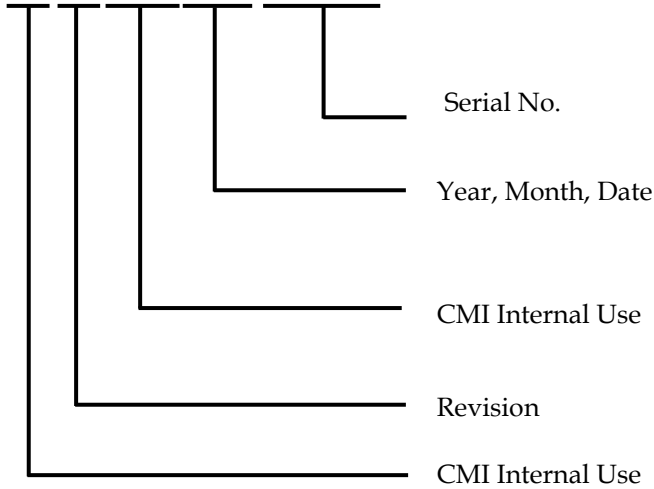 Serial No.
Year, Month, Date
CMI Internal Use
Revision
CMI Internal Use